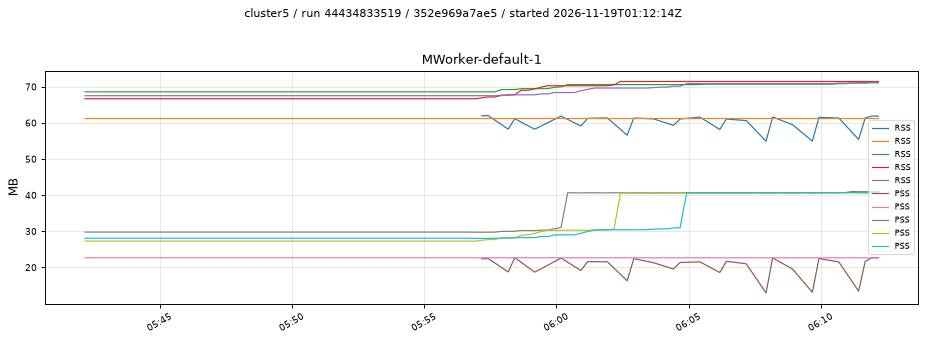 cluster5 / run 44434833519 / 352e969a7ae5 / started 2026-11-19T01:12:14Z
MWorker-default-1
MB
70
60
50
40
30
20
RSS
RSS
RSS
RSS
RSS
PSS
PSS
PSS
PSS
PSS
05:45
05:50
05:55
06:00
06:05
06:10